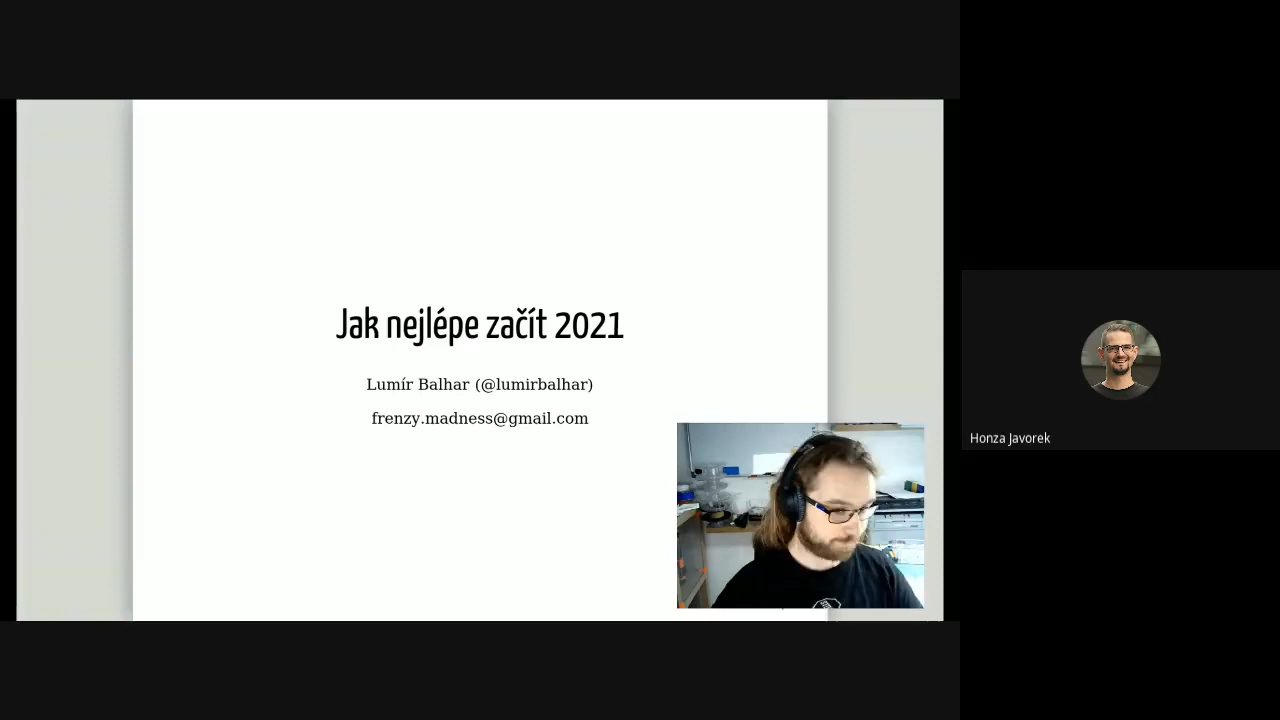 Jak nejlépe začít 2021
Lumír Balhar (@lumirbalhar)
frenzy.madness@gmail.com
Honza Javorek